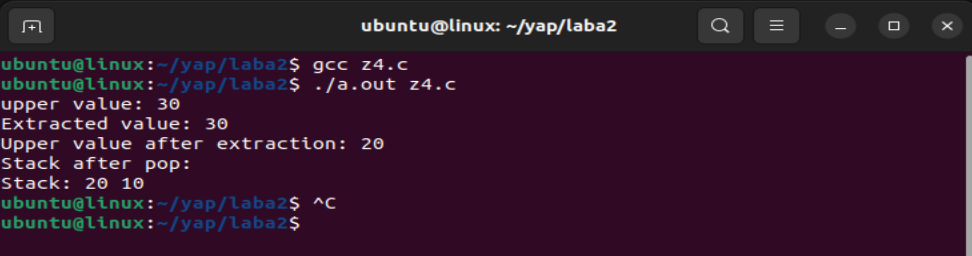 ubuntu@linux: ~/yap/laba2
ubuntu@linux:~/yap/laba2$ gcc z4.c
ubuntu@linux:~/yap/laba2$ ./a.out z4.c
upper value: 30
Extracted value: 30
Upper value after extraction: 20
Stack after pop:
Stack: 20 10
ubuntu@linux:~/yap/laba2$ ^C
ubuntu@linux:~/yap/laba2$